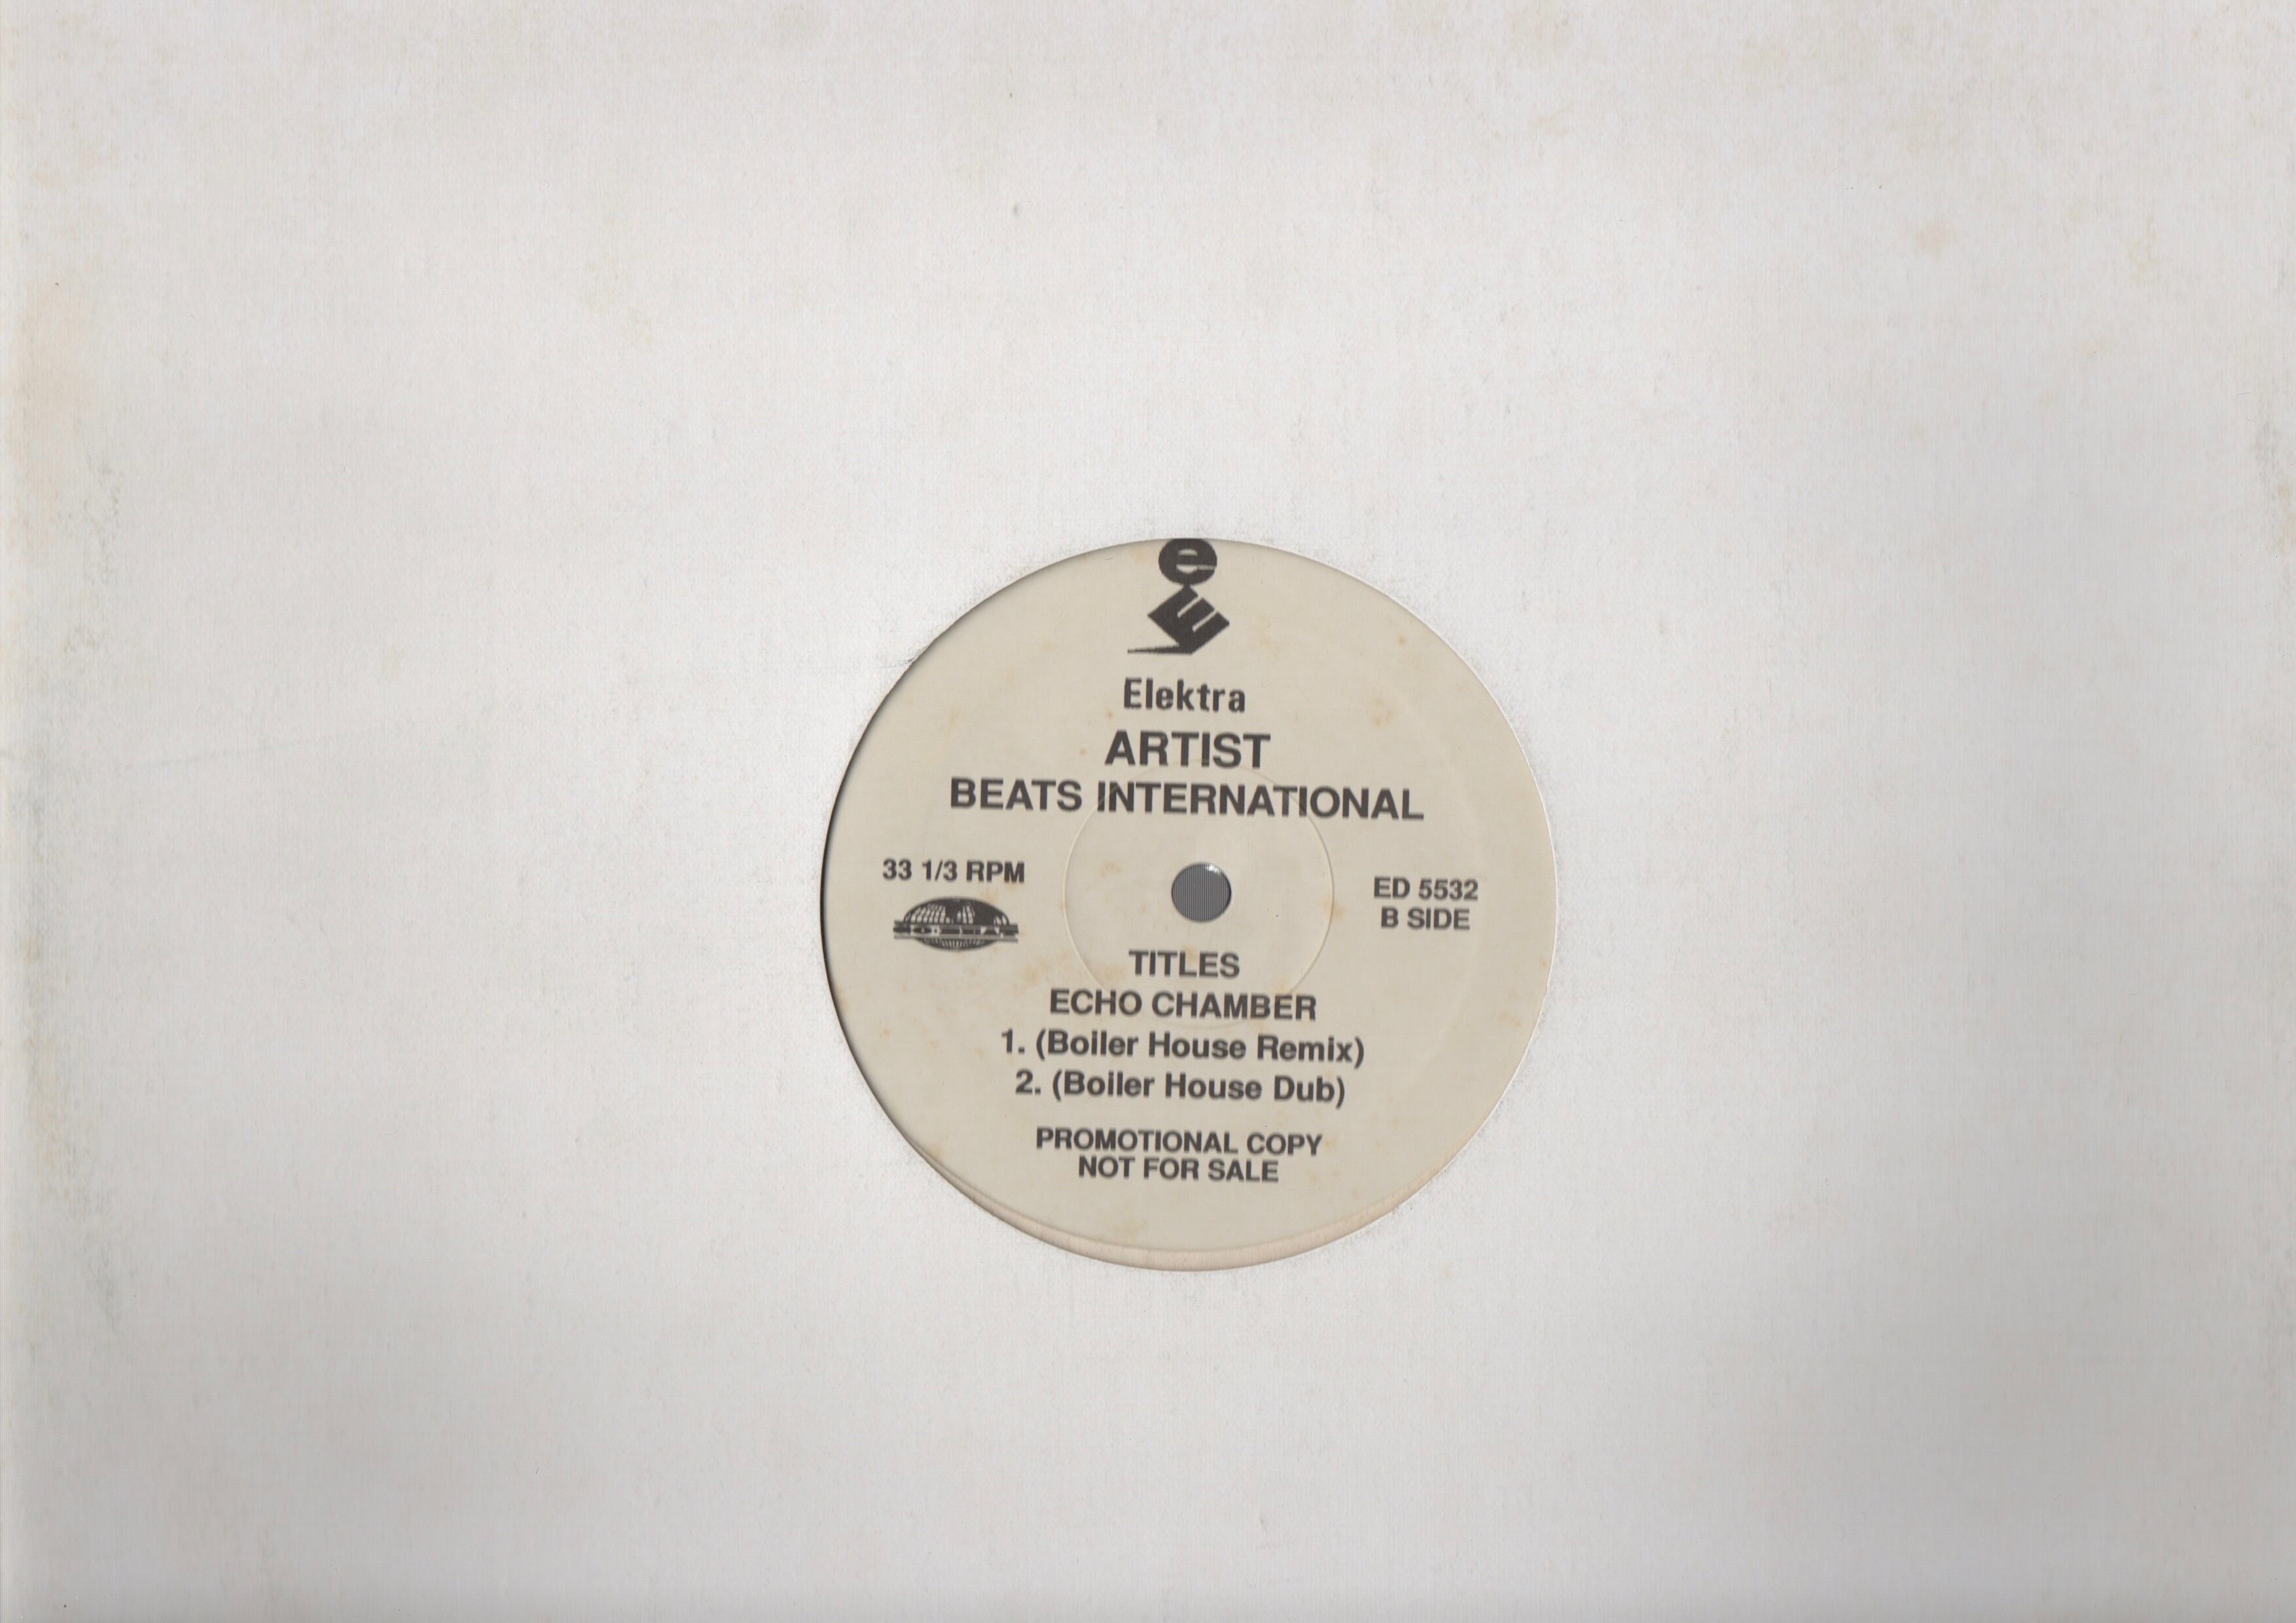 e
E
Elektra
ARTIST
BEATS INTERNATIONAL
33 1/3 RPM
ED 5532
B SIDE
TITLES
ECHO CHAMBER
1. (Boiler House Remix)
2. (Boiler House Dub)
PROMOTIONAL COPY
NOT FOR SALE